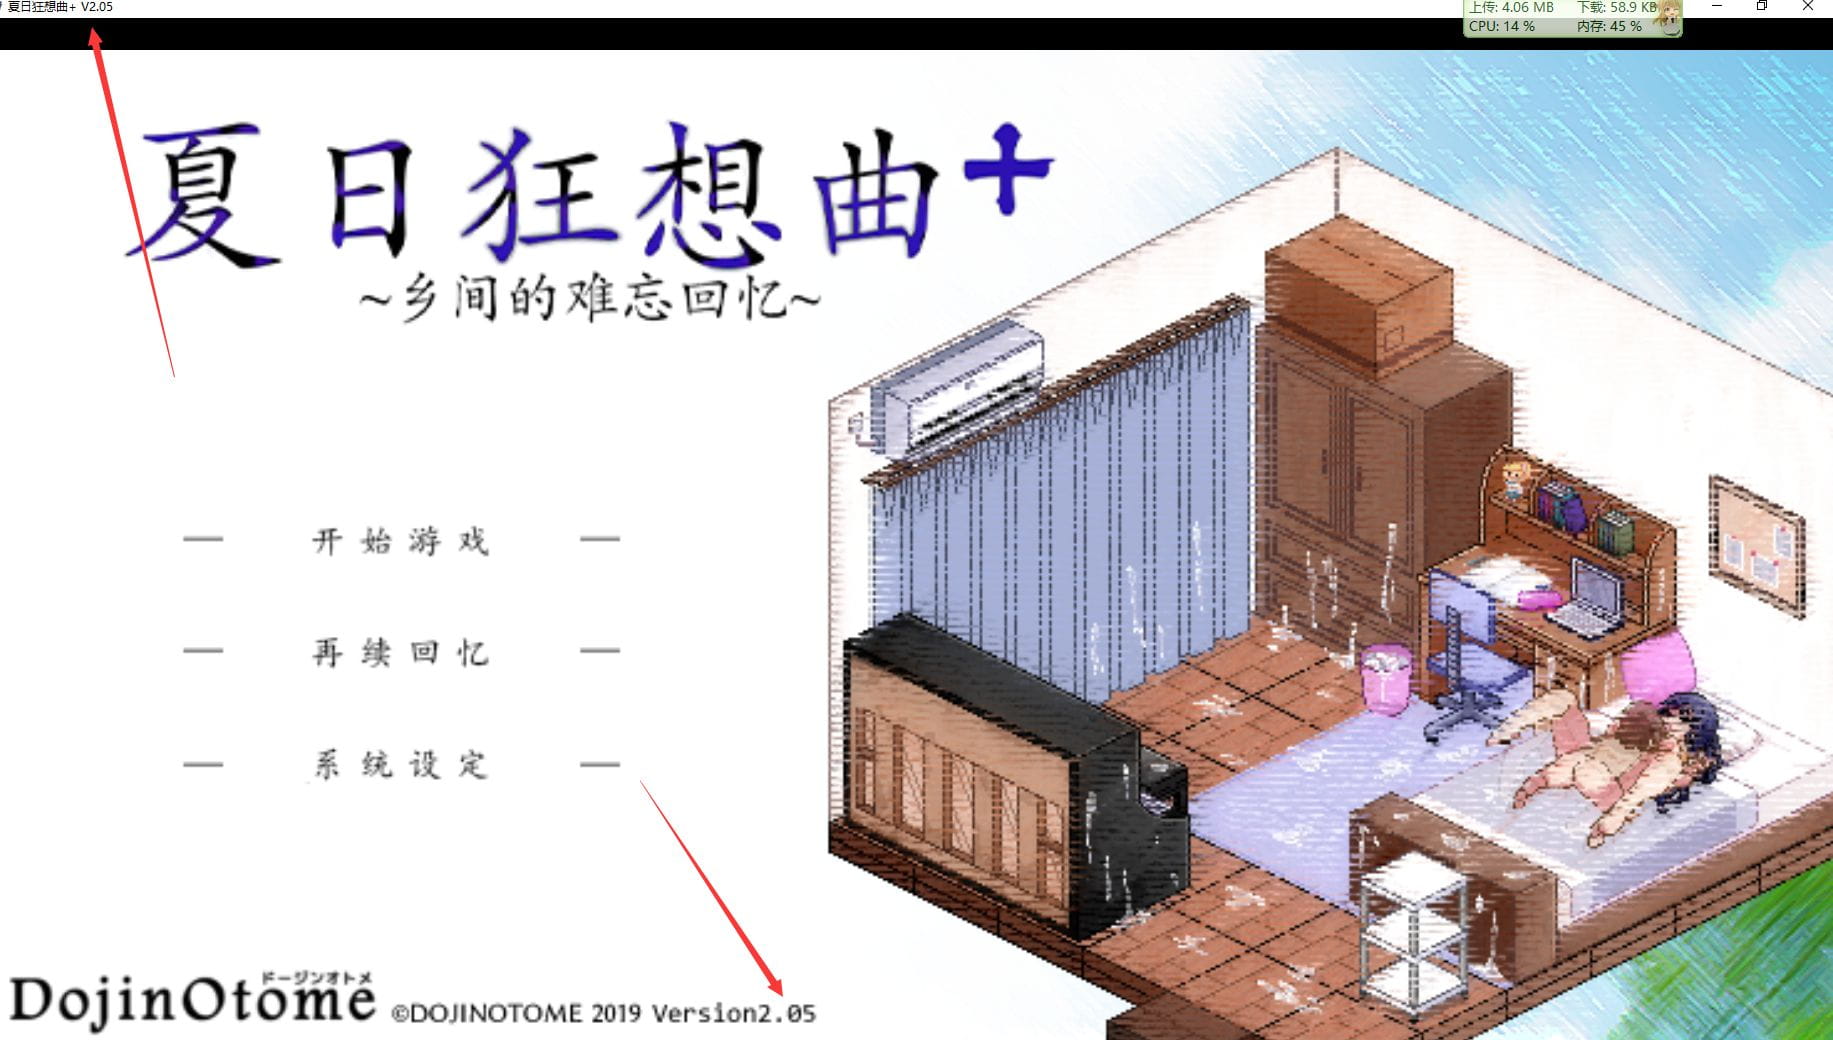 夏日狂想曲+ V2.05
上传: 4.06 MB 下载: 58.9 KB
CPU: 14 % 内存: 45 %
夏日狂想曲+
~乡间的难忘回忆~
开始游戏
再续回忆
系统设定
ドージンオトメ
DojinOtome ©DOJINOTOME 2019 Version2.05